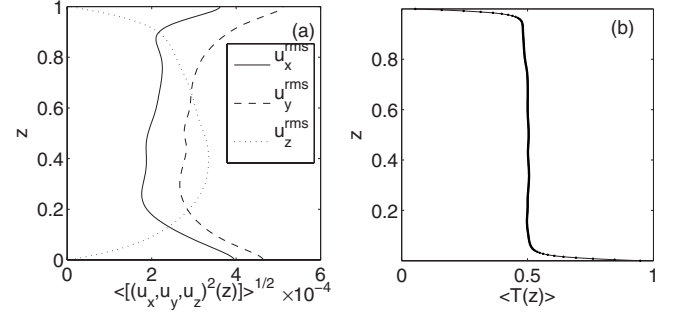 (a)
u_x^rms
u_y^rms
u_z^rms
z
1
0.8
0.6
0.4
0.2
0
0 2 4 6
<[(u_x,u_y,u_z)^2(z)]>^1/2 ×10^-4
(b)
z
1
0.8
0.6
0.4
0.2
0 0.5 1
<T(z)>